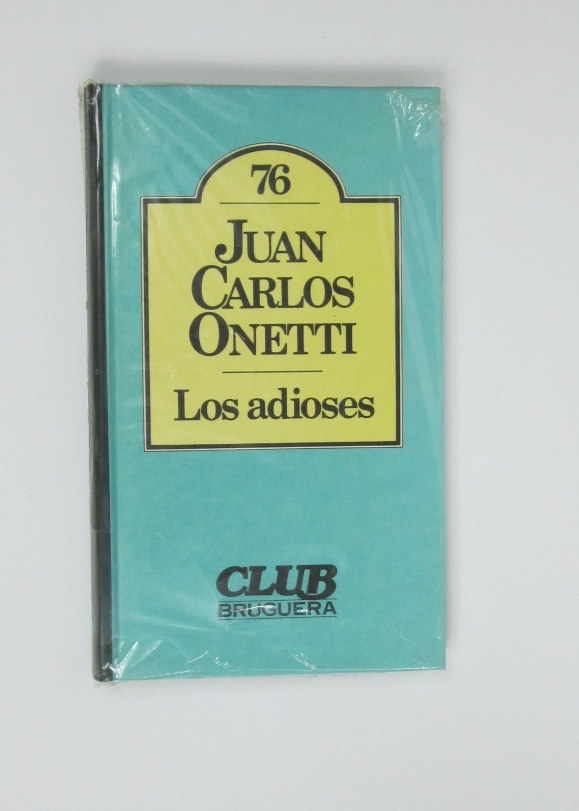 76
JUAN
CARLOS
ONETTI
Los adioses
CLUB
BRUGUERA